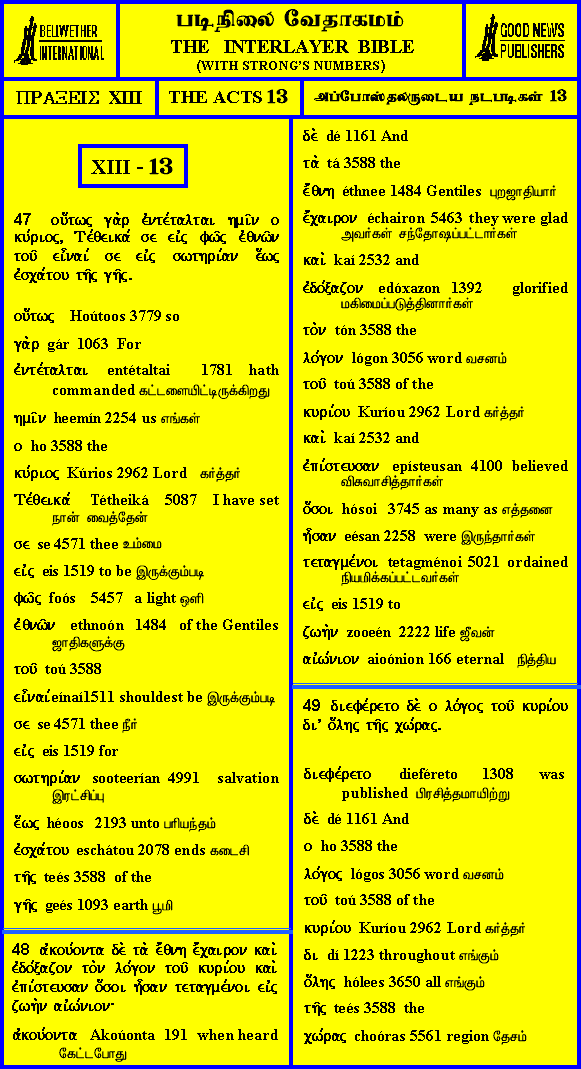 BELLWETHER
INTERNATIONAL
படிநிலை வேதாகமம்
THE INTERLAYER BIBLE
(WITH STRONG'S NUMBERS)
GOOD NEWS
PUBLISHERS
ΠΡΑΞΕΙΣ XIII
THE ACTS 13
அப்போஸ்தலருடைய நடபடிகள் 13
XIII - 13
47 οὕτως γὰρ ἐντέταλται ημῖν ο
κύριος, Τέθεικά σε εἰς φῶς ἐθνῶν
τοῦ εἶναί σε εἰς σωτηρίαν ἕως
ἐσχάτου τῆς γῆς.
οὕτως Hoútoos 3779 so
γὰρ gár 1063 For
ἐντέταλται entétaltai 1781 hath
commanded கட்டளையிட்டிருக்கிறது
ημῖν heemín 2254 us எங்கள்
ο ho 3588 the
κύριος Kúrios 2962 Lord கர்த்தர்
Τέθεικά Tétheiká 5087 I have set
நான் வைத்தேன்
σε se 4571 thee உம்மை
εἰς eis 1519 to be இருக்கும்படி
φῶς foós 5457 a light ஒளி
ἐθνῶν ethnoón 1484 of the Gentiles
ஜாதிகளுக்கு
τοῦ toú 3588
εἶναί eínaí1511 shouldest be இருக்கும்படி
σε se 4571 thee நீர்
εἰς eis 1519 for
σωτηρίαν sooteerían 4991 salvation
இரட்சிப்பு
ἕως héoos 2193 unto பரியந்தம்
ἐσχάτου eschátou 2078 ends கடைசி
τῆς teés 3588 of the
γῆς geés 1093 earth பூமி
48 ἀκούοντα δὲ τὰ ἔθνη ἔχαιρον καὶ
ἐδόξαζον τὸν λόγον τοῦ κυρίου καὶ
ἐπίστευσαν ὅσοι ἦσαν τεταγμένοι εἰς
ζωὴν αἰώνιον·
ἀκούοντα Akoúonta 191 when heard
கேட்டபோது
δὲ dé 1161 And
τὰ tá 3588 the
ἔθνη éthnee 1484 Gentiles புறஜாதியார்
ἔχαιρον échairon 5463 they were glad
அவர்கள் சந்தோஷப்பட்டார்கள்
καὶ kaí 2532 and
ἐδόξαζον edóxazon 1392 glorified
மகிமைப்படுத்தினார்கள்
τὸν tón 3588 the
λόγον lógon 3056 word வசனம்
τοῦ toú 3588 of the
κυρίου Kuríou 2962 Lord கர்த்தர்
καὶ kaí 2532 and
ἐπίστευσαν epísteusan 4100 believed
விசுவாசித்தார்கள்
ὅσοι hósoi 3745 as many as எத்தனை
ἦσαν eésan 2258 were இருந்தார்கள்
τεταγμένοι tetagménoi 5021 ordained
நியமிக்கப்பட்டவர்கள்
εἰς eis 1519 to
ζωὴν zooeén 2222 life ஜீவன்
αἰώνιον aioónion 166 eternal நித்திய
49 διεφέρετο δὲ ο λόγος τοῦ κυρίου
δι' ὅλης τῆς χώρας.
διεφέρετο dieféreto 1308 was
published பிரசித்தமாயிற்று
δὲ dé 1161 And
ο ho 3588 the
λόγος lógos 3056 word வசனம்
τοῦ toú 3588 of the
κυρίου Kuríou 2962 Lord கர்த்தர்
δι dí 1223 throughout எங்கும்
ὅλης hólees 3650 all எங்கும்
τῆς teés 3588 the
χώρας choóras 5561 region தேசம்